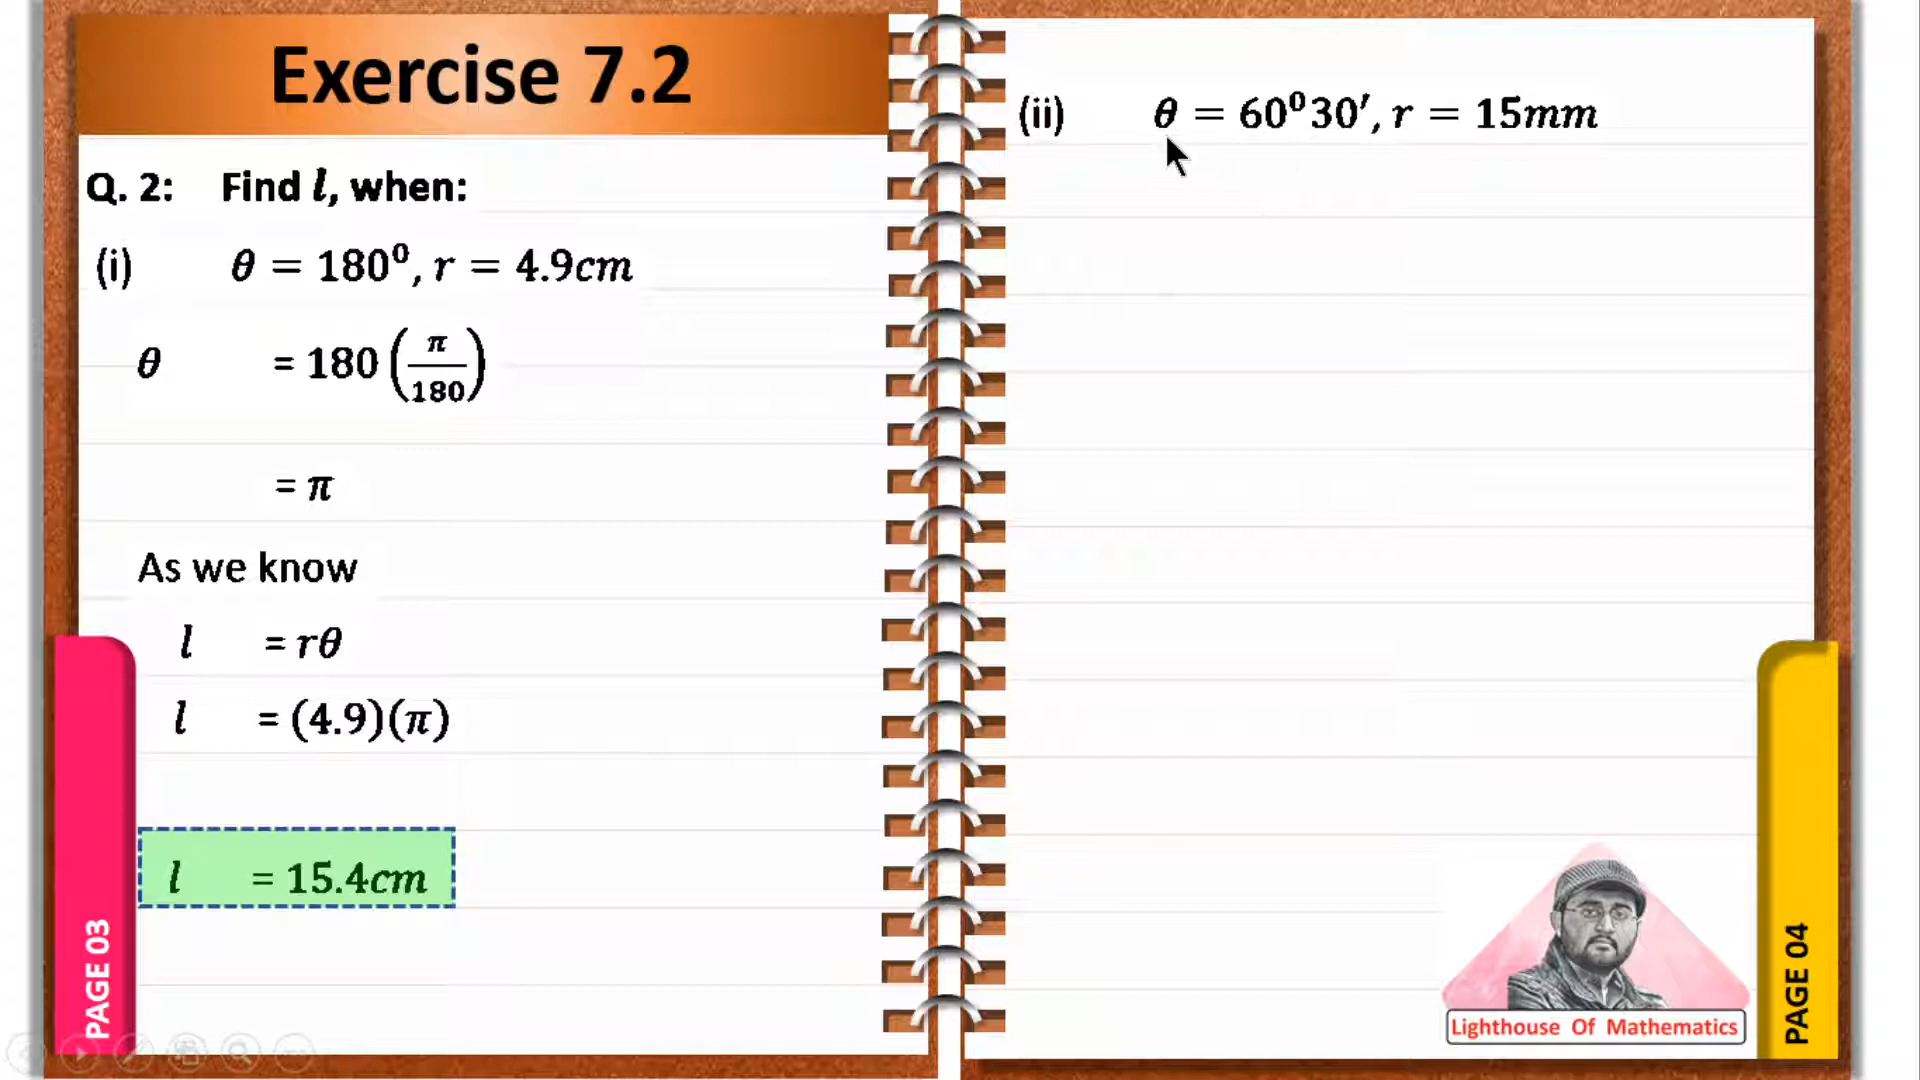 Exercise 7.2
Q. 2: Find l, when:
(i) θ = 180⁰, r = 4.9cm
θ = 180 (π/180)
= π
As we know
l = rθ
l = (4.9)(π)
l = 15.4cm
PAGE 03
(ii) θ = 60⁰30′, r = 15mm
Lighthouse Of Mathematics
PAGE 04